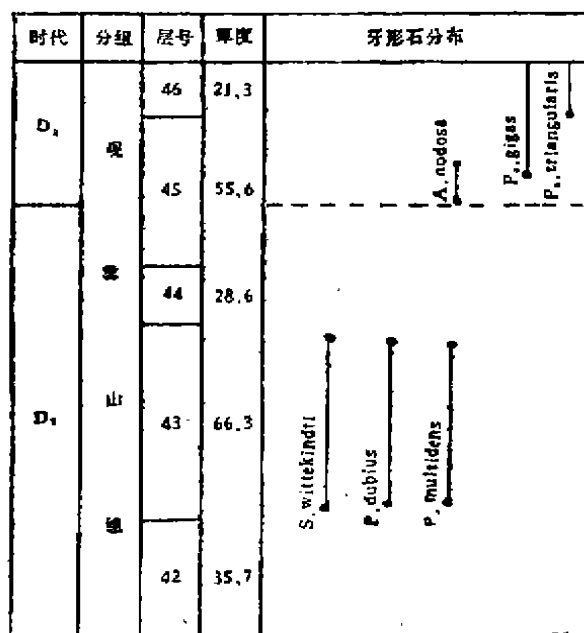 时代 分组 层号 厚度 牙形石分布
46 21.3
D₃
45 55.6
44 28.6
山
D₂
43 66.3
组
42 35.7
A. nodosa
P. gigas
P. triangularis
S. wittekindti
P. dubius
P. multidens